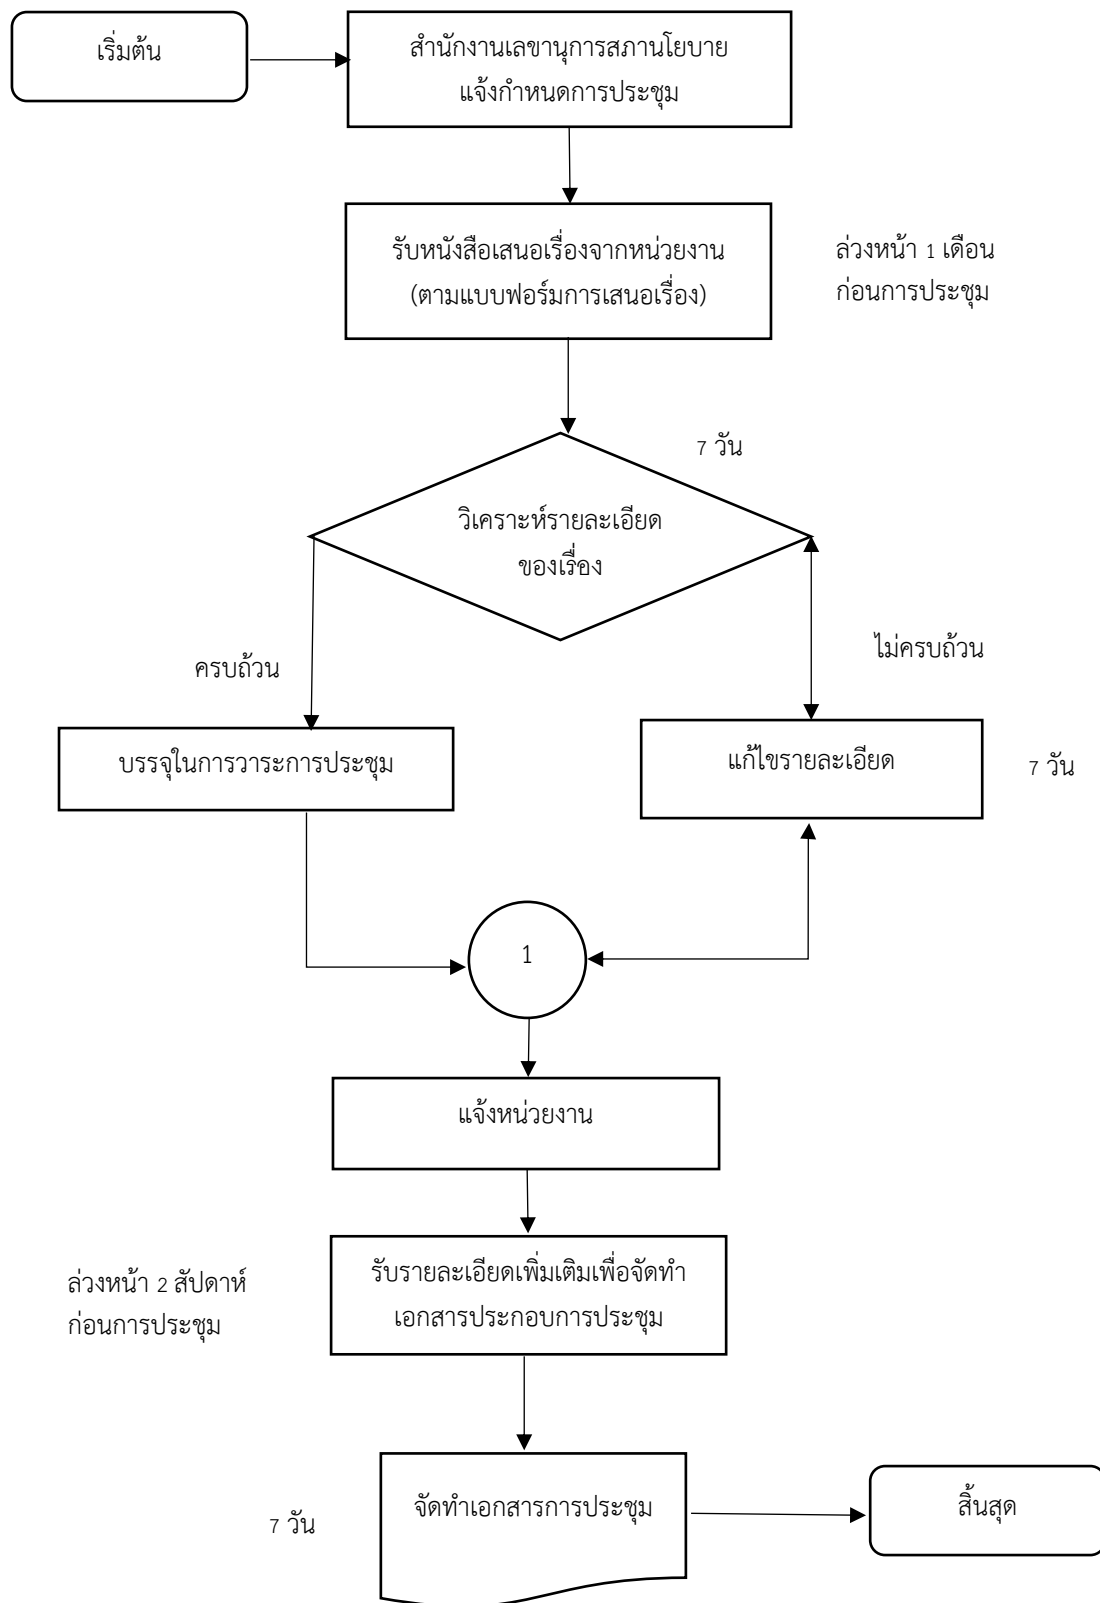 เริ่มต้น
สำนักงานเลขานุการสภานโยบาย
แจ้งกำหนดการประชุม
รับหนังสือเสนอเรื่องจากหน่วยงาน
(ตามแบบฟอร์มการเสนอเรื่อง)
ล่วงหน้า 1 เดือน
ก่อนการประชุม
7 วัน
วิเคราะห์รายละเอียด
ของเรื่อง
ครบถ้วน
ไม่ครบถ้วน
บรรจุในการวาระการประชุม
แก้ไขรายละเอียด
7 วัน
1
แจ้งหน่วยงาน
รับรายละเอียดเพิ่มเติมเพื่อจัดทำ
เอกสารประกอบการประชุม
ล่วงหน้า 2 สัปดาห์
ก่อนการประชุม
จัดทำเอกสารการประชุม
7 วัน
สิ้นสุด